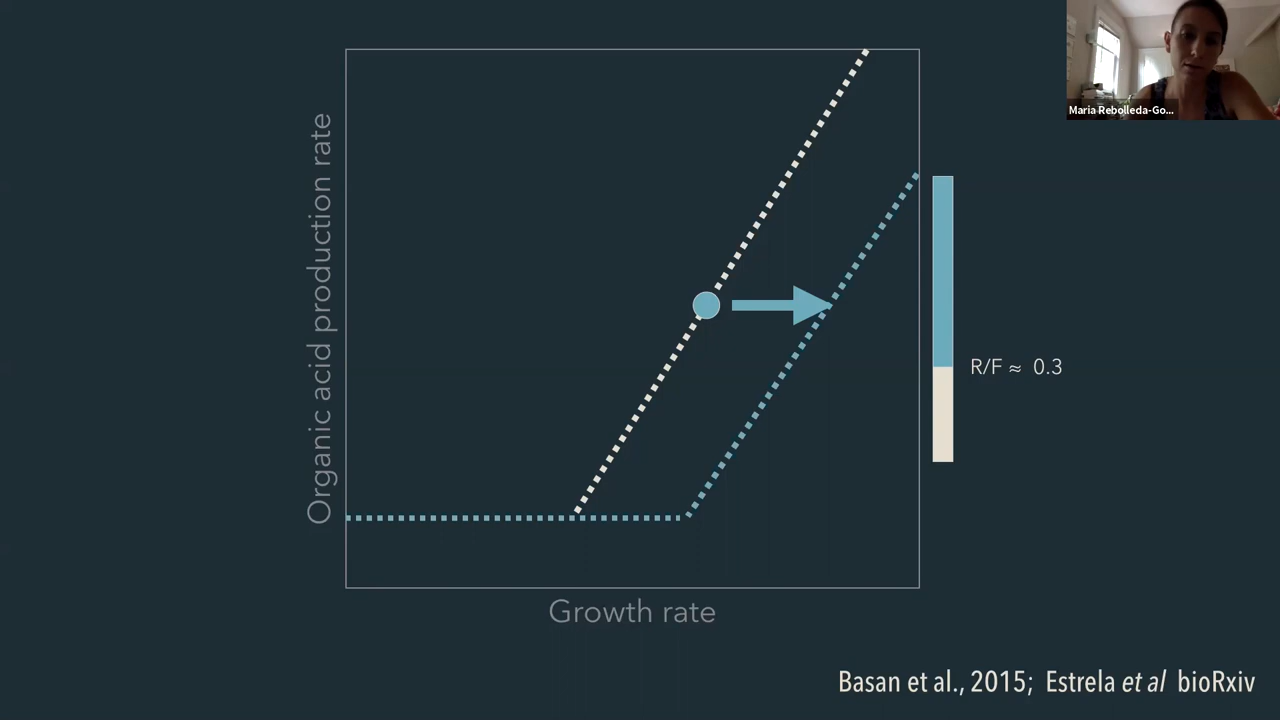 Maria Rebolleda-Go...
Organic acid production rate
R/F ≈ 0.3
Growth rate
Basan et al., 2015; Estrela et al bioRxiv